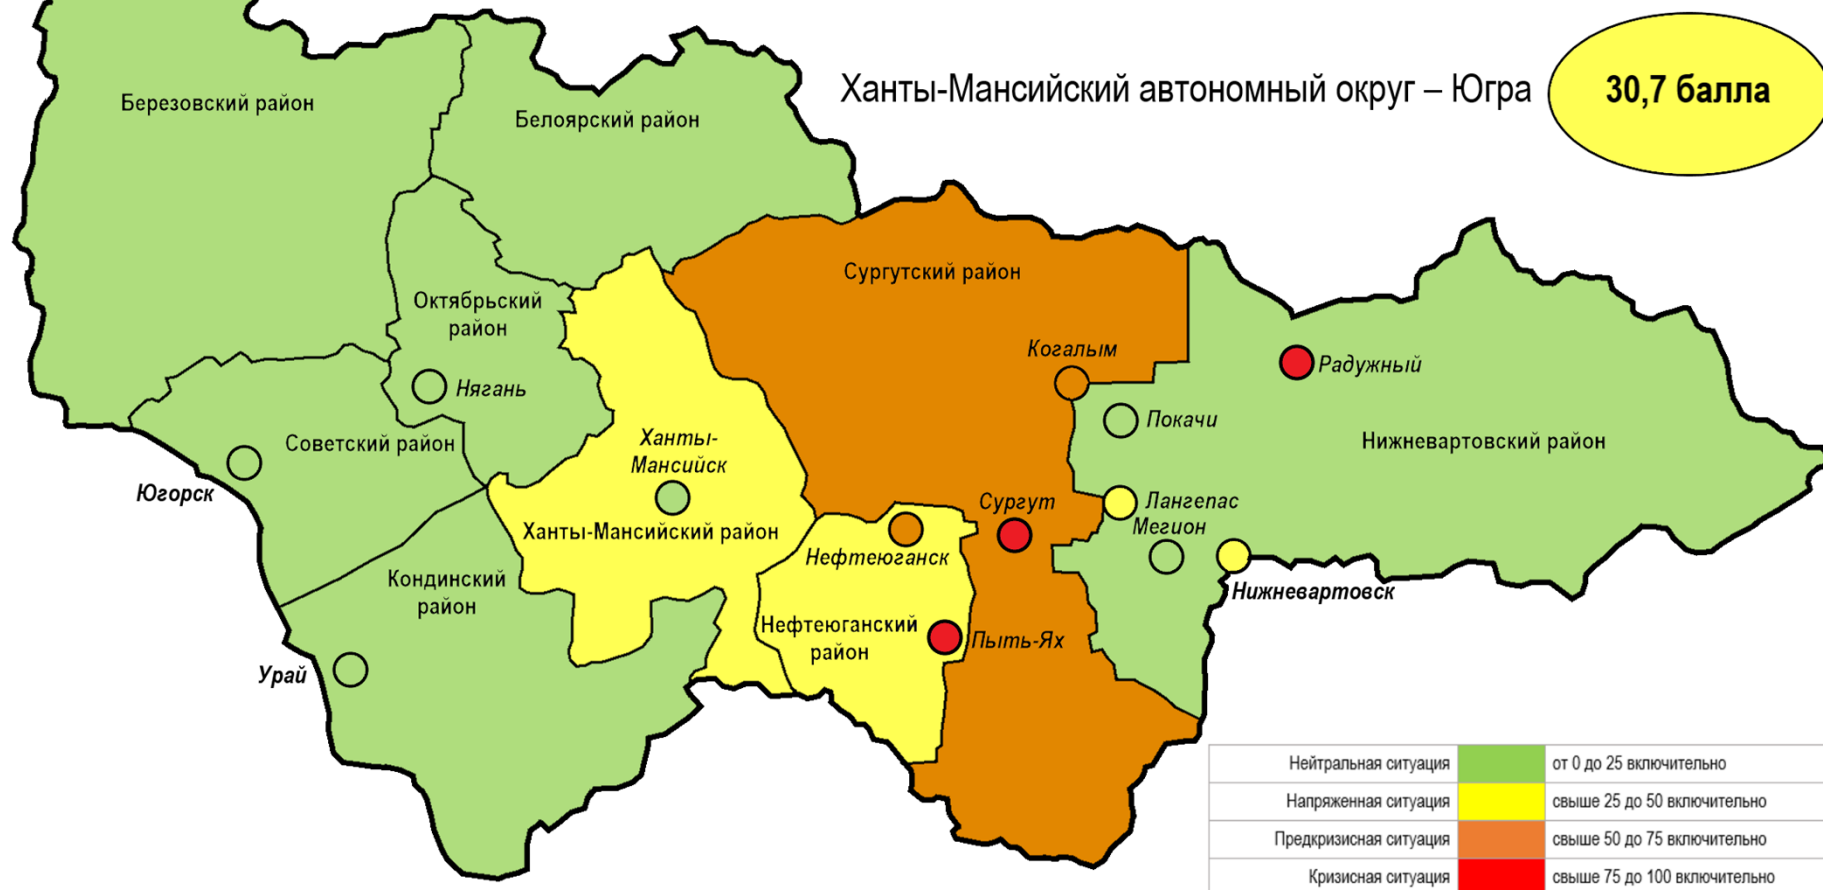 Ханты-Мансийский автономный округ – Югра
30,7 балла
Березовский район
Белоярский район
Сургутский район
Октябрьский
район
Когалым
Радужный
Нягань
Покачи
Советский район
Ханты-
Мансийск
Нижневартовский район
Югорск
Сургут
Лангепас
Мегион
Ханты-Мансийский район
Нефтеюганск
Кондинский
район
Нижневартовск
Нефтеюганский
район
Пыть-Ях
Урай
Нейтральная ситуация от 0 до 25 включительно
Напряженная ситуация свыше 25 до 50 включительно
Предкризисная ситуация свыше 50 до 75 включительно
Кризисная ситуация свыше 75 до 100 включительно